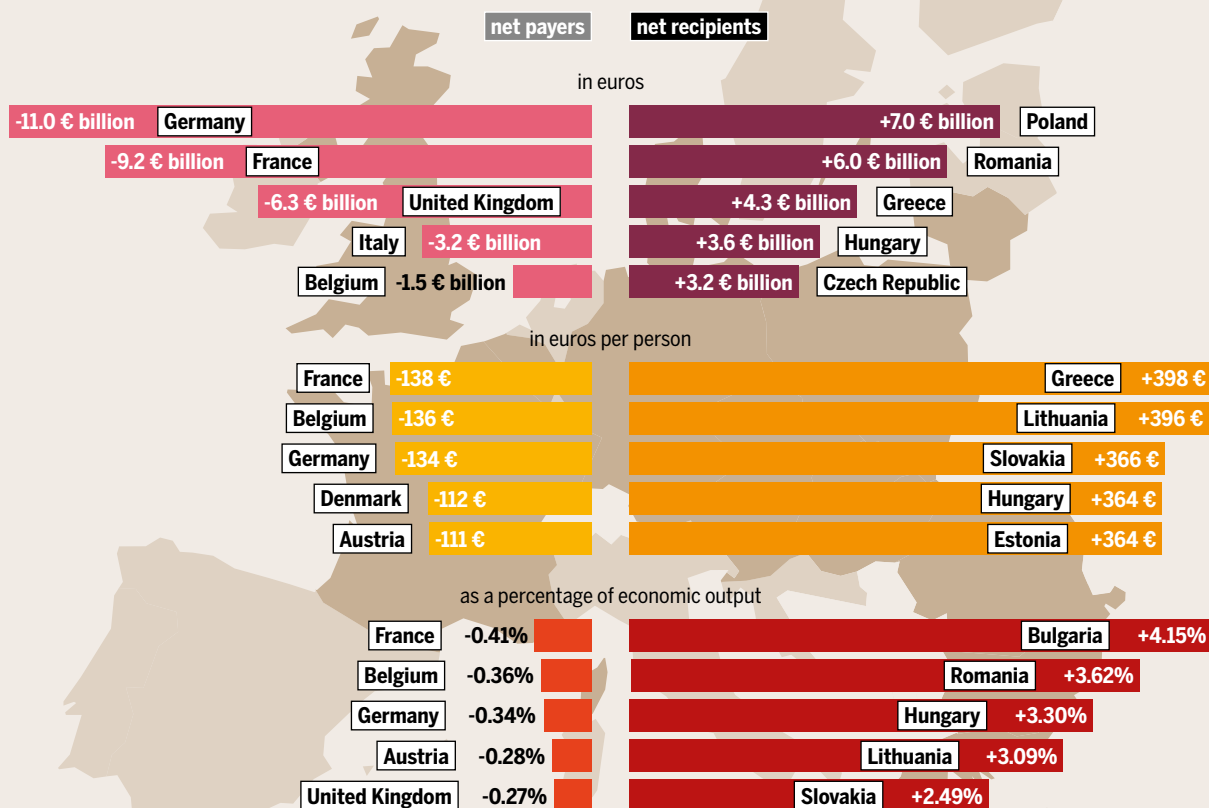 net payers net recipients
in euros
-11.0 € billion Germany +7.0 € billion Poland
-9.2 € billion France +6.0 € billion Romania
-6.3 € billion United Kingdom +4.3 € billion Greece
Italy -3.2 € billion +3.6 € billion Hungary
Belgium -1.5 € billion +3.2 € billion Czech Republic
in euros per person
France -138 € Greece +398 €
Belgium -136 € Lithuania +396 €
Germany -134 € Slovakia +366 €
Denmark -112 € Hungary +364 €
Austria -111 € Estonia +364 €
as a percentage of economic output
France -0.41% Bulgaria +4.15%
Belgium -0.36% Romania +3.62%
Germany -0.34% Hungary +3.30%
Austria -0.28% Lithuania +3.09%
United Kingdom -0.27% Slovakia +2.49%